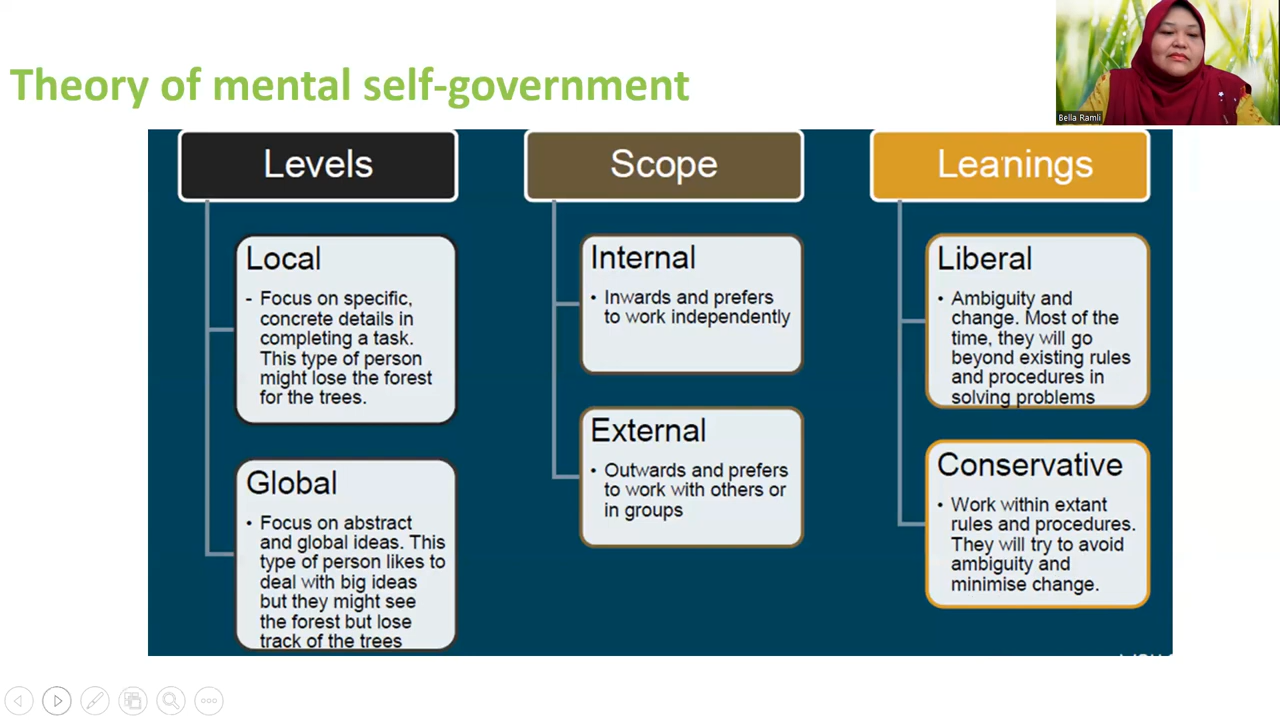 Theory of mental self-government
Bella Ramli
Levels
Local
- Focus on specific,
concrete details in
completing a task.
This type of person
might lose the forest
for the trees.
Global
• Focus on abstract
and global ideas. This
type of person likes to
deal with big ideas
but they might see
the forest but lose
track of the trees
Scope
Internal
• Inwards and prefers
to work independently
External
• Outwards and prefers
to work with others or
in groups
Leanings
Liberal
• Ambiguity and
change. Most of the
time, they will go
beyond existing rules
and procedures in
solving problems
Conservative
• Work within extant
rules and procedures.
They will try to avoid
ambiguity and
minimise change.